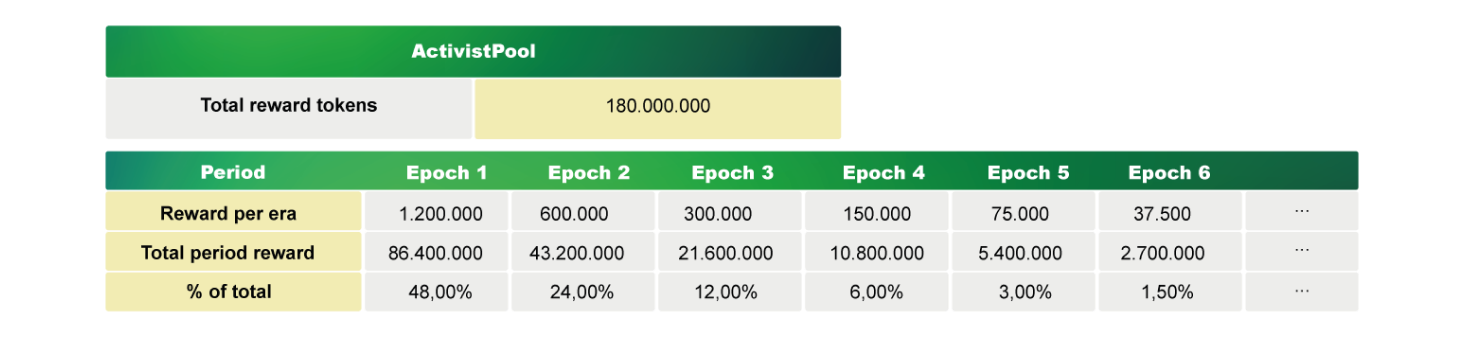 ActivistPool
Total reward tokens 180.000.000
Period Epoch 1 Epoch 2 Epoch 3 Epoch 4 Epoch 5 Epoch 6
Reward per era 1.200.000 600.000 300.000 150.000 75.000 37.500 ...
Total period reward 86.400.000 43.200.000 21.600.000 10.800.000 5.400.000 2.700.000 ...
% of total 48,00% 24,00% 12,00% 6,00% 3,00% 1,50% ...